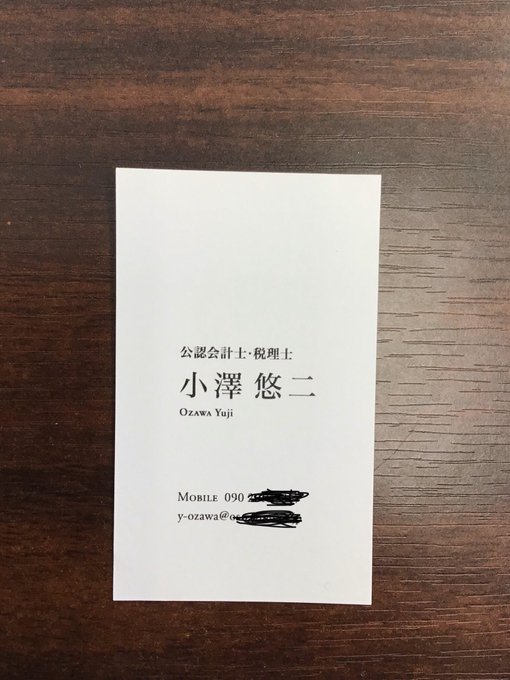 公認会計士・税理士
小澤 悠二
Ozawa Yuji
Mobile 090
y-ozawa@